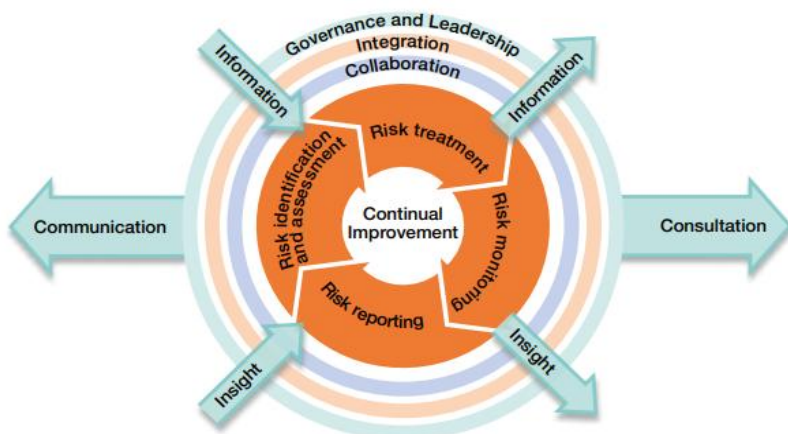 Governance and Leadership
Integration
Collaboration
Information
Information
Risk treatment
Risk identification
and assessment
Continual
Improvement
Communication
Consultation
Risk monitoring
Risk reporting
Insight
Insight